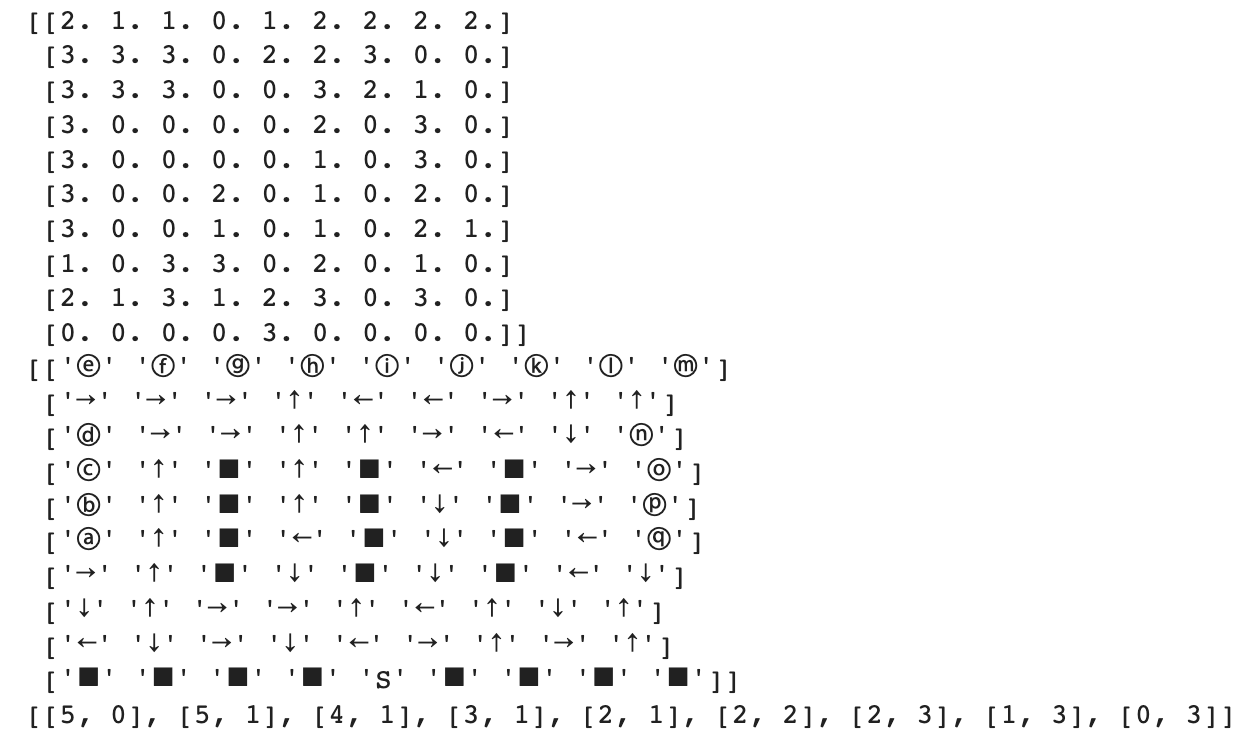 [[2. 1. 1. 0. 1. 2. 2. 2. 2.]
[3. 3. 3. 0. 2. 2. 3. 0. 0.]
[3. 3. 3. 0. 0. 3. 2. 1. 0.]
[3. 0. 0. 0. 0. 2. 0. 3. 0.]
[3. 0. 0. 0. 0. 1. 0. 3. 0.]
[3. 0. 0. 2. 0. 1. 0. 2. 0.]
[3. 0. 0. 1. 0. 1. 0. 2. 1.]
[1. 0. 3. 3. 0. 2. 0. 1. 0.]
[2. 1. 3. 1. 2. 3. 0. 3. 0.]
[0. 0. 0. 0. 3. 0. 0. 0. 0.]]
[['ⓔ' 'ⓕ' 'ⓖ' 'ⓗ' 'ⓘ' 'ⓙ' 'ⓚ' 'ⓛ' 'ⓜ']
['→' '→' '→' '↑' '←' '←' '→' '↑' '↑']
['ⓓ' '→' '→' '↑' '↑' '→' '←' '↓' 'ⓝ']
['ⓒ' '↑' '■' '↑' '■' '←' '■' '→' 'ⓞ']
['ⓑ' '↑' '■' '↑' '■' '↓' '■' '→' 'ⓟ']
['ⓐ' '↑' '■' '←' '■' '↓' '■' '←' 'ⓠ']
['→' '↑' '■' '↓' '■' '↓' '■' '←' '↓']
['↓' '↑' '→' '→' '↑' '←' '↑' '↓' '↑']
['←' '↓' '→' '↓' '←' '→' '↑' '→' '↑']
['■' '■' '■' '■' 'S' '■' '■' '■' '■']]
[[5, 0], [5, 1], [4, 1], [3, 1], [2, 1], [2, 2], [2, 3], [1, 3], [0, 3]]